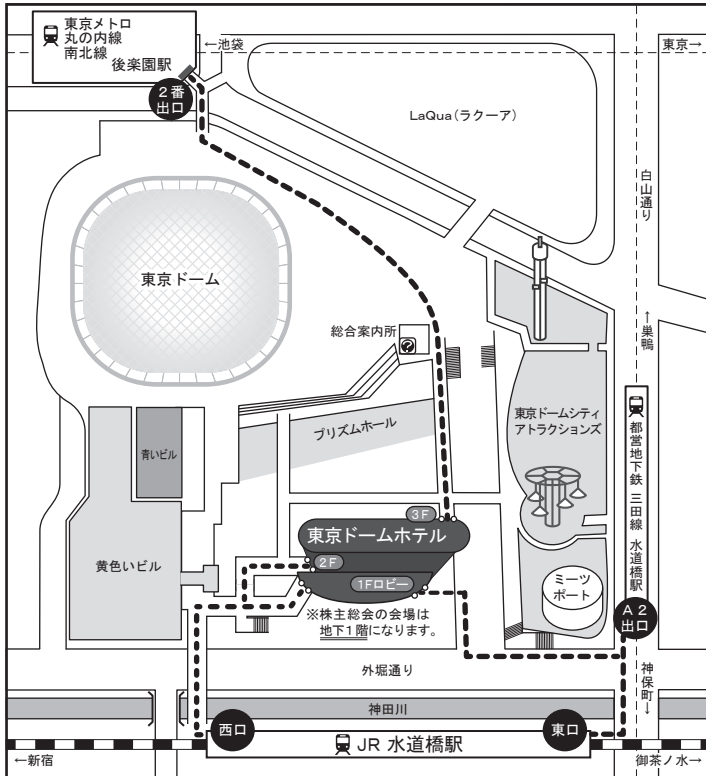 東京メトロ
丸の内線
南北線
後楽園駅
←池袋
東京→
2番
出口
LaQua(ラクーア)
白山通り
東京ドーム
総合案内所
←巣鴨
プリズムホール
東京ドームシティ
アトラクションズ
青いビル
都営地下鉄 三田線 水道橋駅
3F
東京ドームホテル
2F
1Fロビー
黄色いビル
ミーツ
ポート
A2
出口
※株主総会の会場は
地下1階になります。
外堀通り
神保町→
神田川
西口
JR 水道橋駅
東口
←新宿
御茶ノ水→